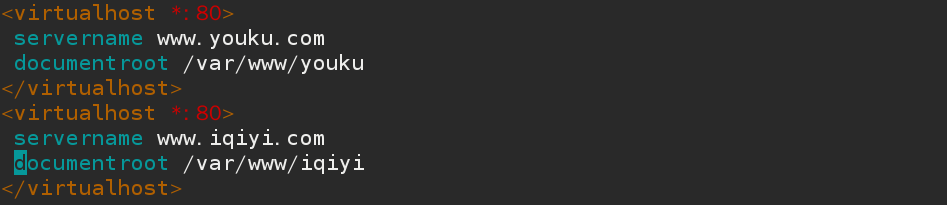 <virtualhost *:80>
servername www.youku.com
documentroot /var/www/youku
</virtualhost>
<virtualhost *:80>
servername www.iqiyi.com
documentroot /var/www/iqiyi
</virtualhost>